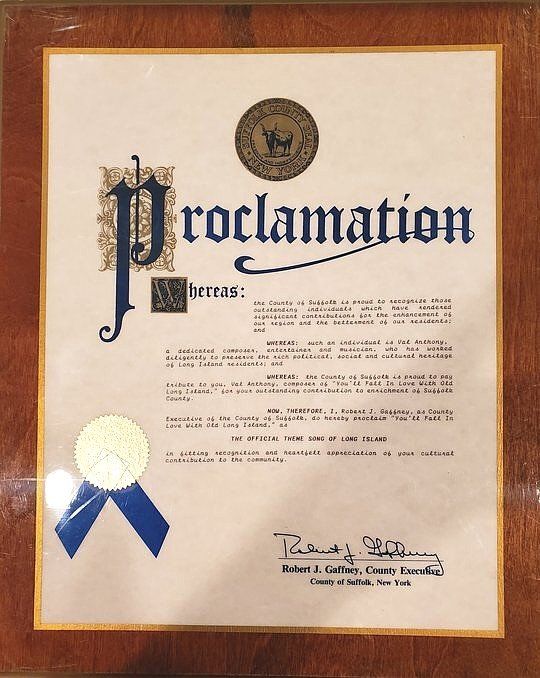 SUFFOLK COUNTY SEAL
NEW YORK
Proclamation
Whereas:
the County of Suffolk is proud to recognize those
outstanding individuals which have rendered
significant contributions for the enhancement of
our region and the betterment of our residents;
and
WHEREAS: such an individual is Val Anthony,
a dedicated composer, entertainer and musician, who has worked
diligently to preserve the rich political, social and cultural heritage
of Long Island residents; and
WHEREAS: the County of Suffolk is proud to pay
tribute to you, Val Anthony, composer of "You'll Fall In Love With Old
Long Island," for your outstanding contribution to enrichment of Suffolk
County.
NOW, THEREFORE, I, Robert J. Gaffney, as County
Executive of the County of Suffolk, do hereby proclaim "You'll Fall In
Love With Old Long Island," as
THE OFFICIAL THEME SONG OF LONG ISLAND
in fitting recognition and heartfelt appreciation of your cultural
contribution to the community.
Robert J. Gaffney
Robert J. Gaffney, County Executive
County of Suffolk, New York